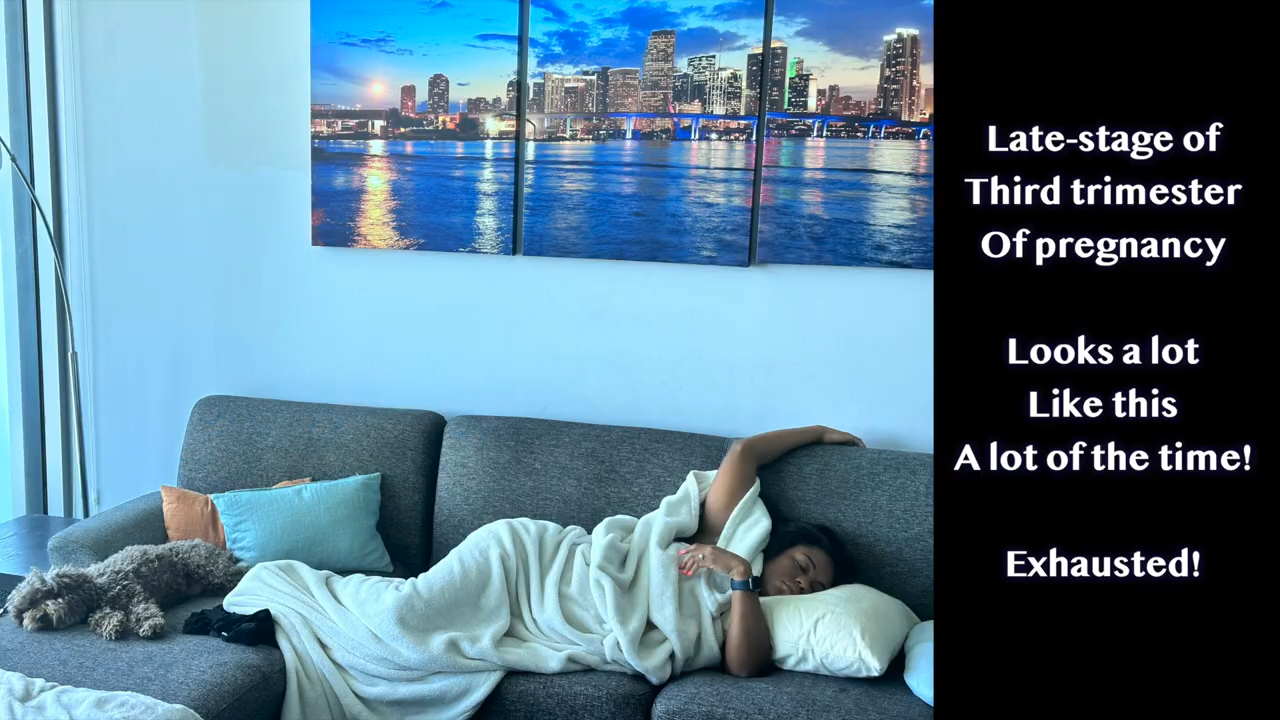 Late-stage of
Third trimester
Of pregnancy
Looks a lot
Like this
A lot of the time!
Exhausted!